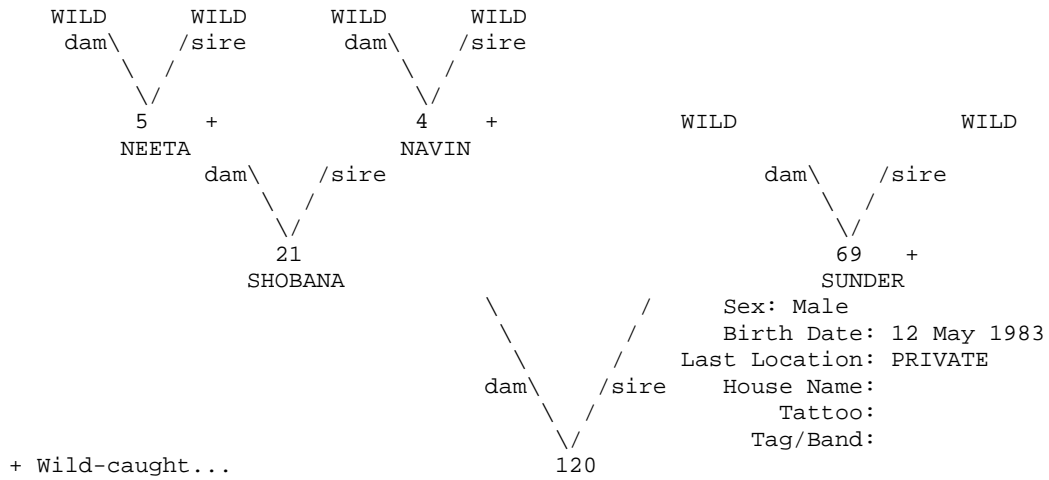 WILD WILD WILD WILD
dam\ /sire dam\ /sire
\ / \ /
\/ \/
5 + 4 + WILD WILD
NEETA NAVIN
dam\ /sire dam\ /sire
\ / \ /
\/ \/
21 69 +
SHOBANA SUNDER
\ / Sex: Male
\ / Birth Date: 12 May 1983
\ / Last Location: PRIVATE
dam\ /sire House Name:
\ / Tattoo:
\/ Tag/Band:
+ Wild-caught... 120